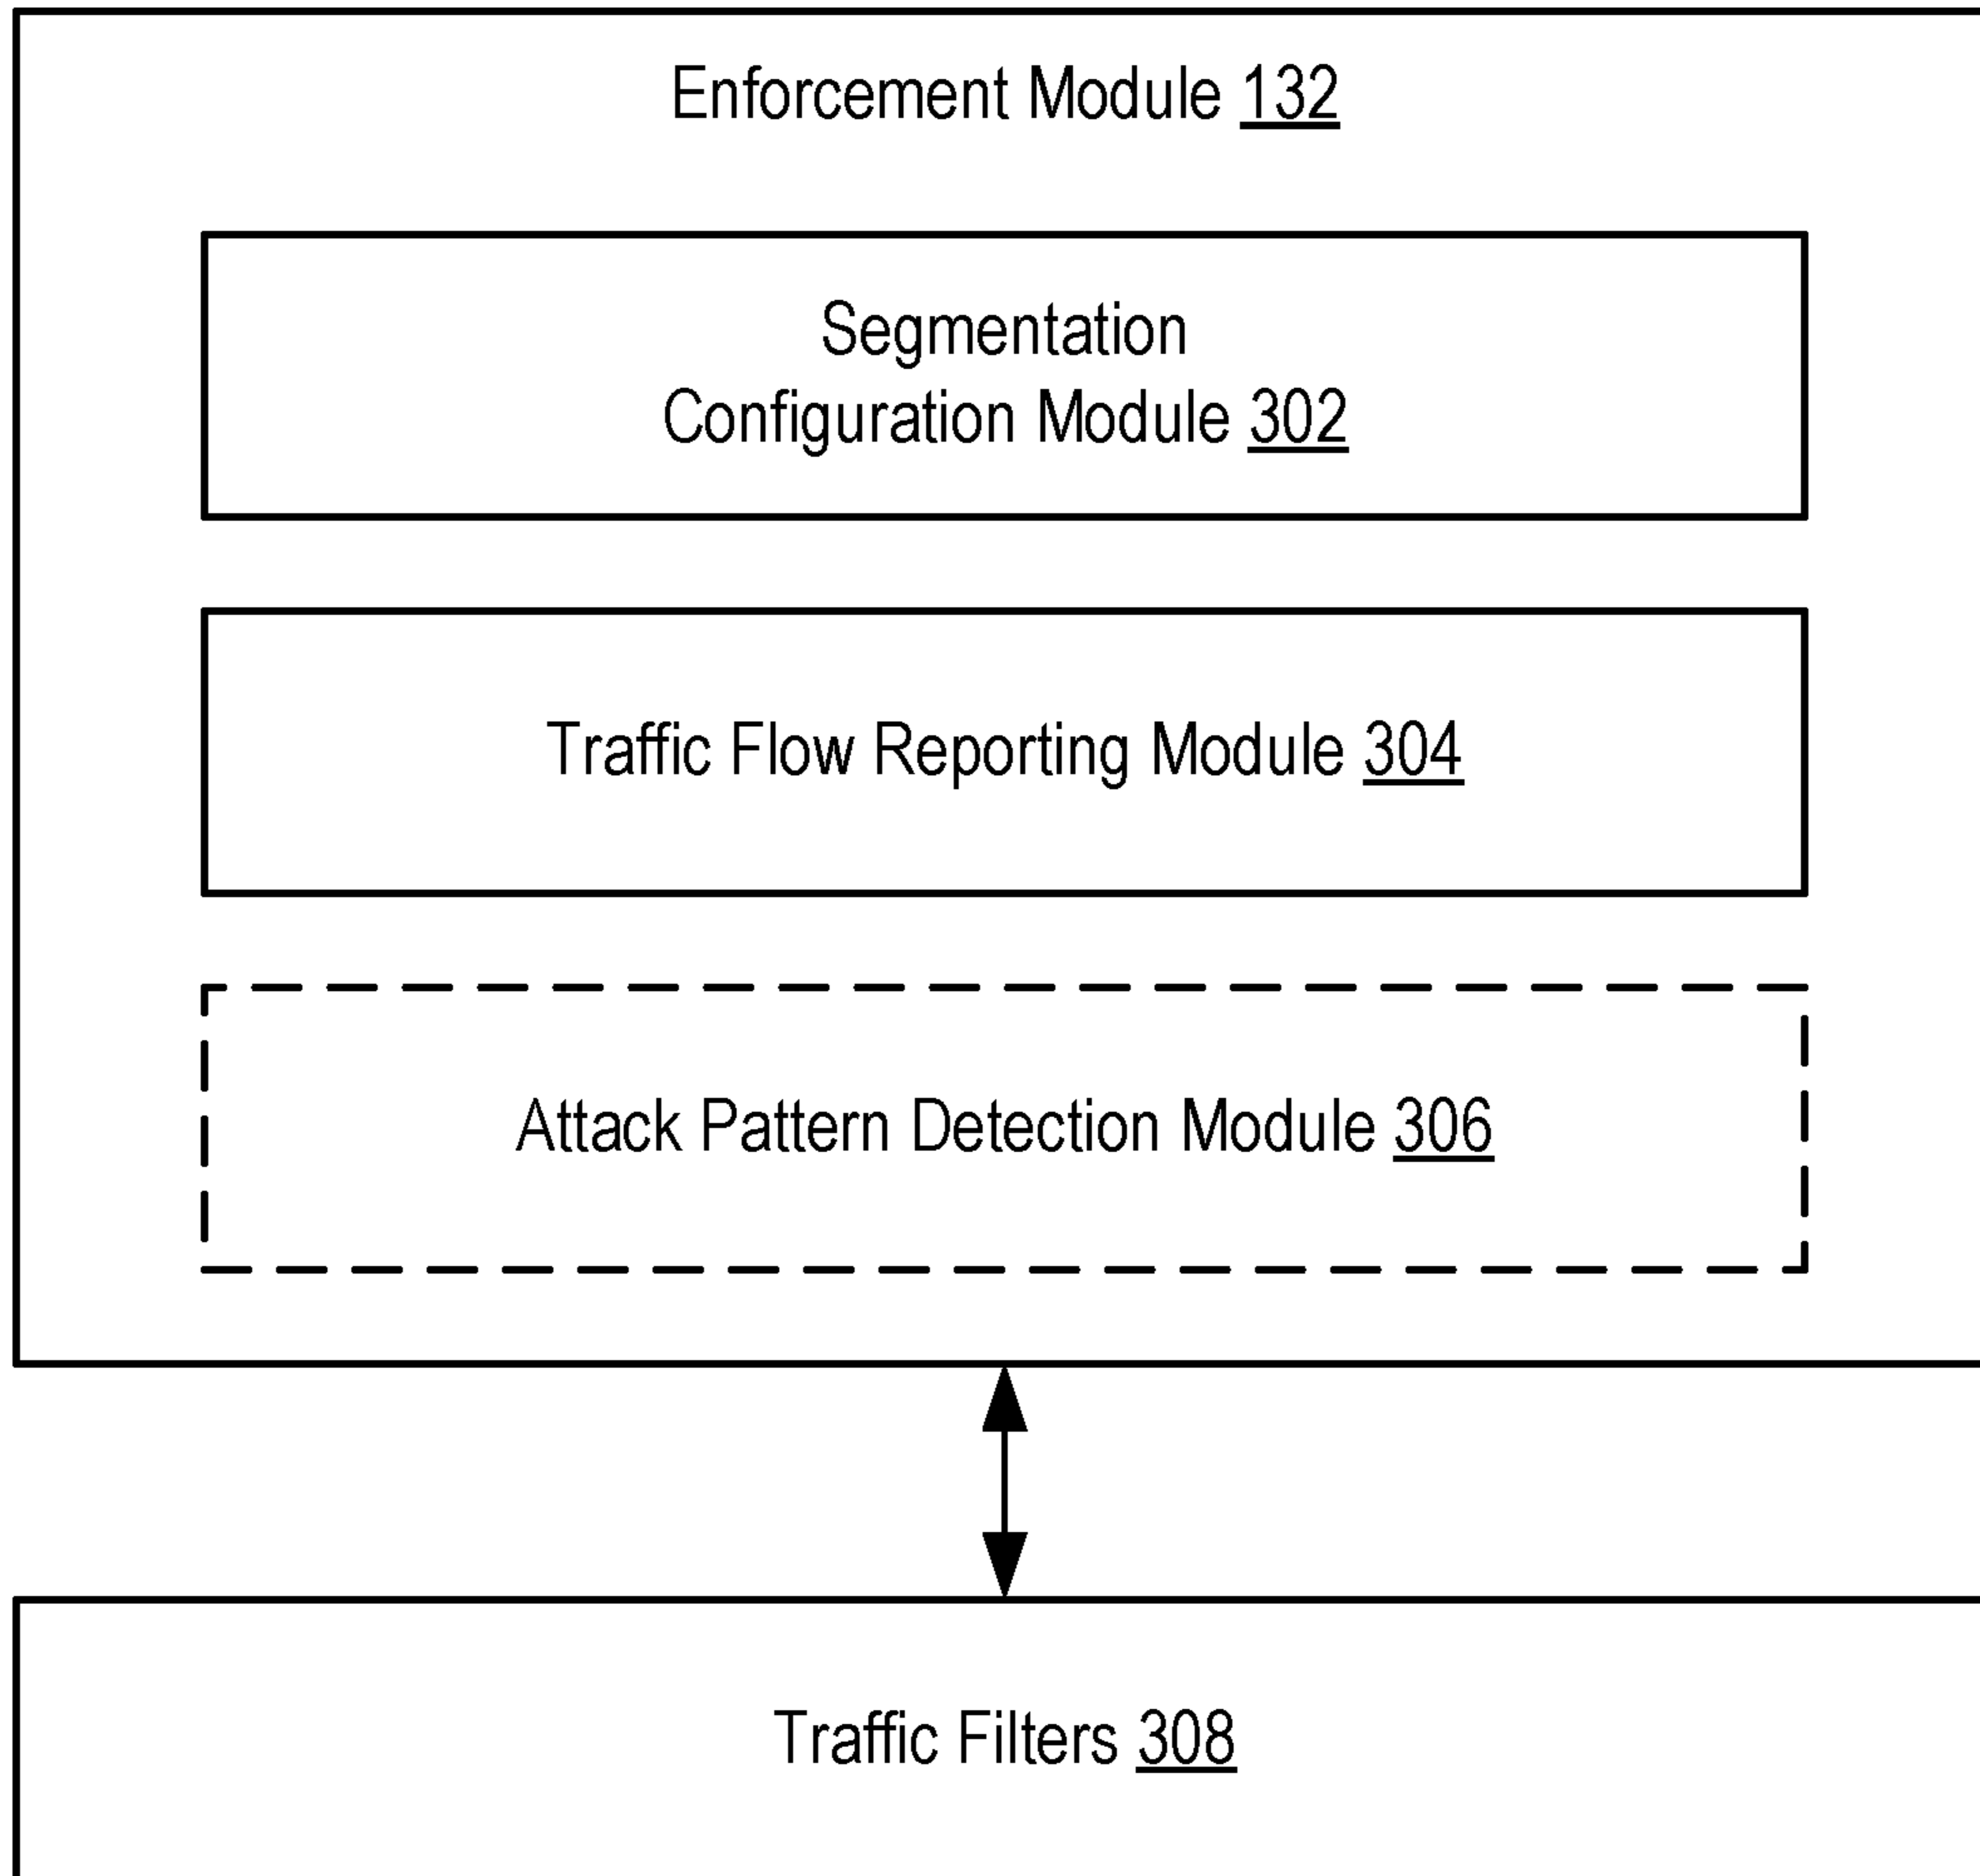 Enforcement Module 132
Segmentation
Configuration Module 302
Traffic Flow Reporting Module 304
Attack Pattern Detection Module 306
Traffic Filters 308